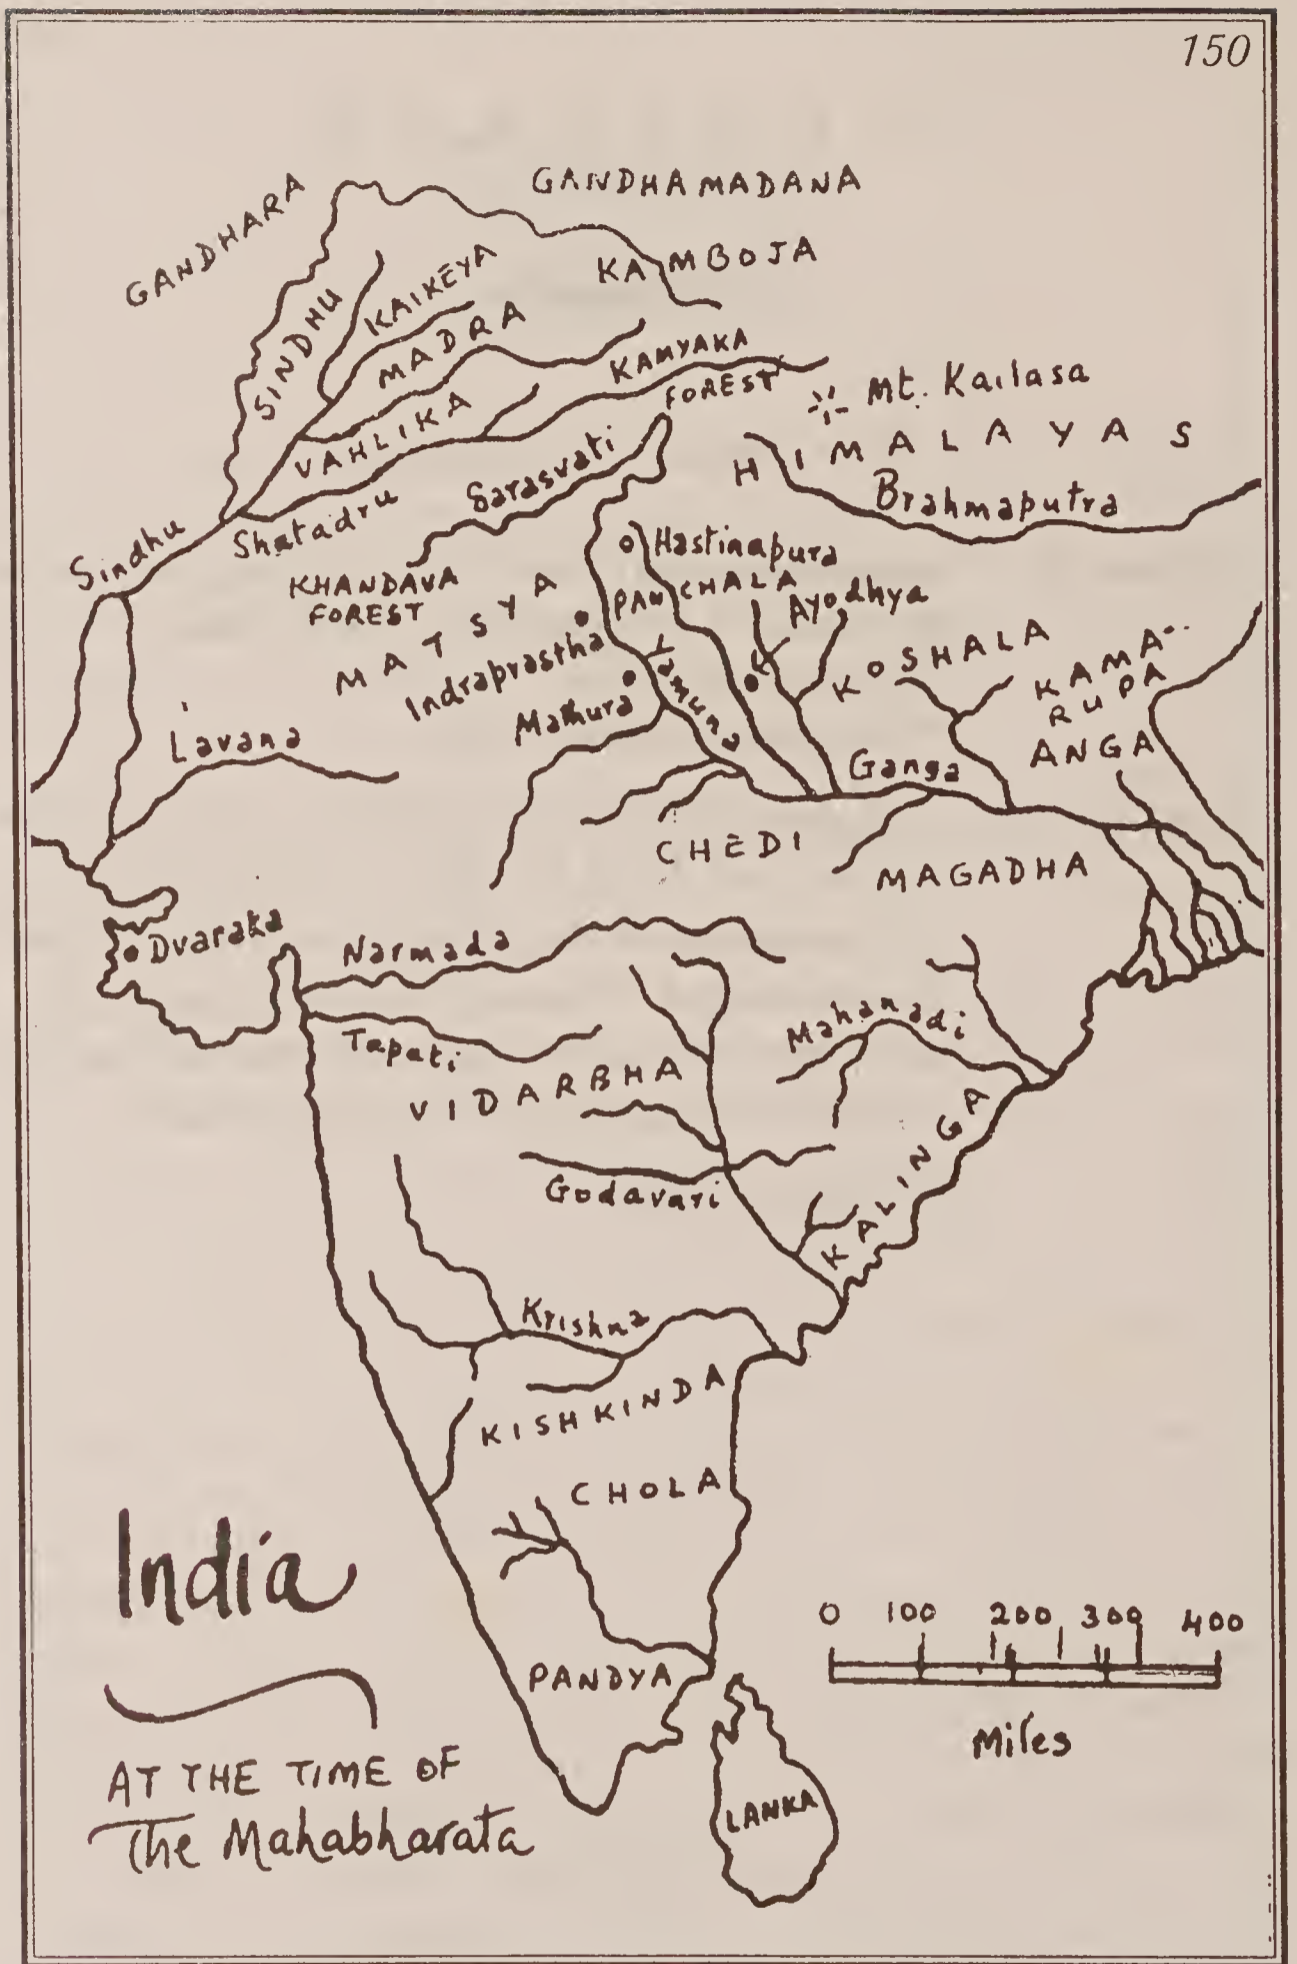 150
GANDHAMADANA
GANDHARA
KAMBOJA
KAIKEYA
SINDHU
MADRA
KAMYAKA
FOREST
Mt. Kailasa
VAHLIKA
HIMALAYAS
Sarasvati
Brahmaputra
Shatadru
Sindhu
Hastinapura
KHANDAVA
FOREST
PANCHALA
Ayodhya
MATSYA
Indraprastha
KOSHALA
KAMA-
RUPA
Mathura
Yamuna
Lavana
ANGA
Ganga
CHEDI
MAGADHA
Dvaraka
Narmada
Mahanadi
Tapati
VIDARBHA
KALINGA
Godavari
Krishna
KISHKINDA
CHOLA
India
0 100 200 300 400
Miles
PANDYA
AT THE TIME OF
The Mahabharata
LANKA